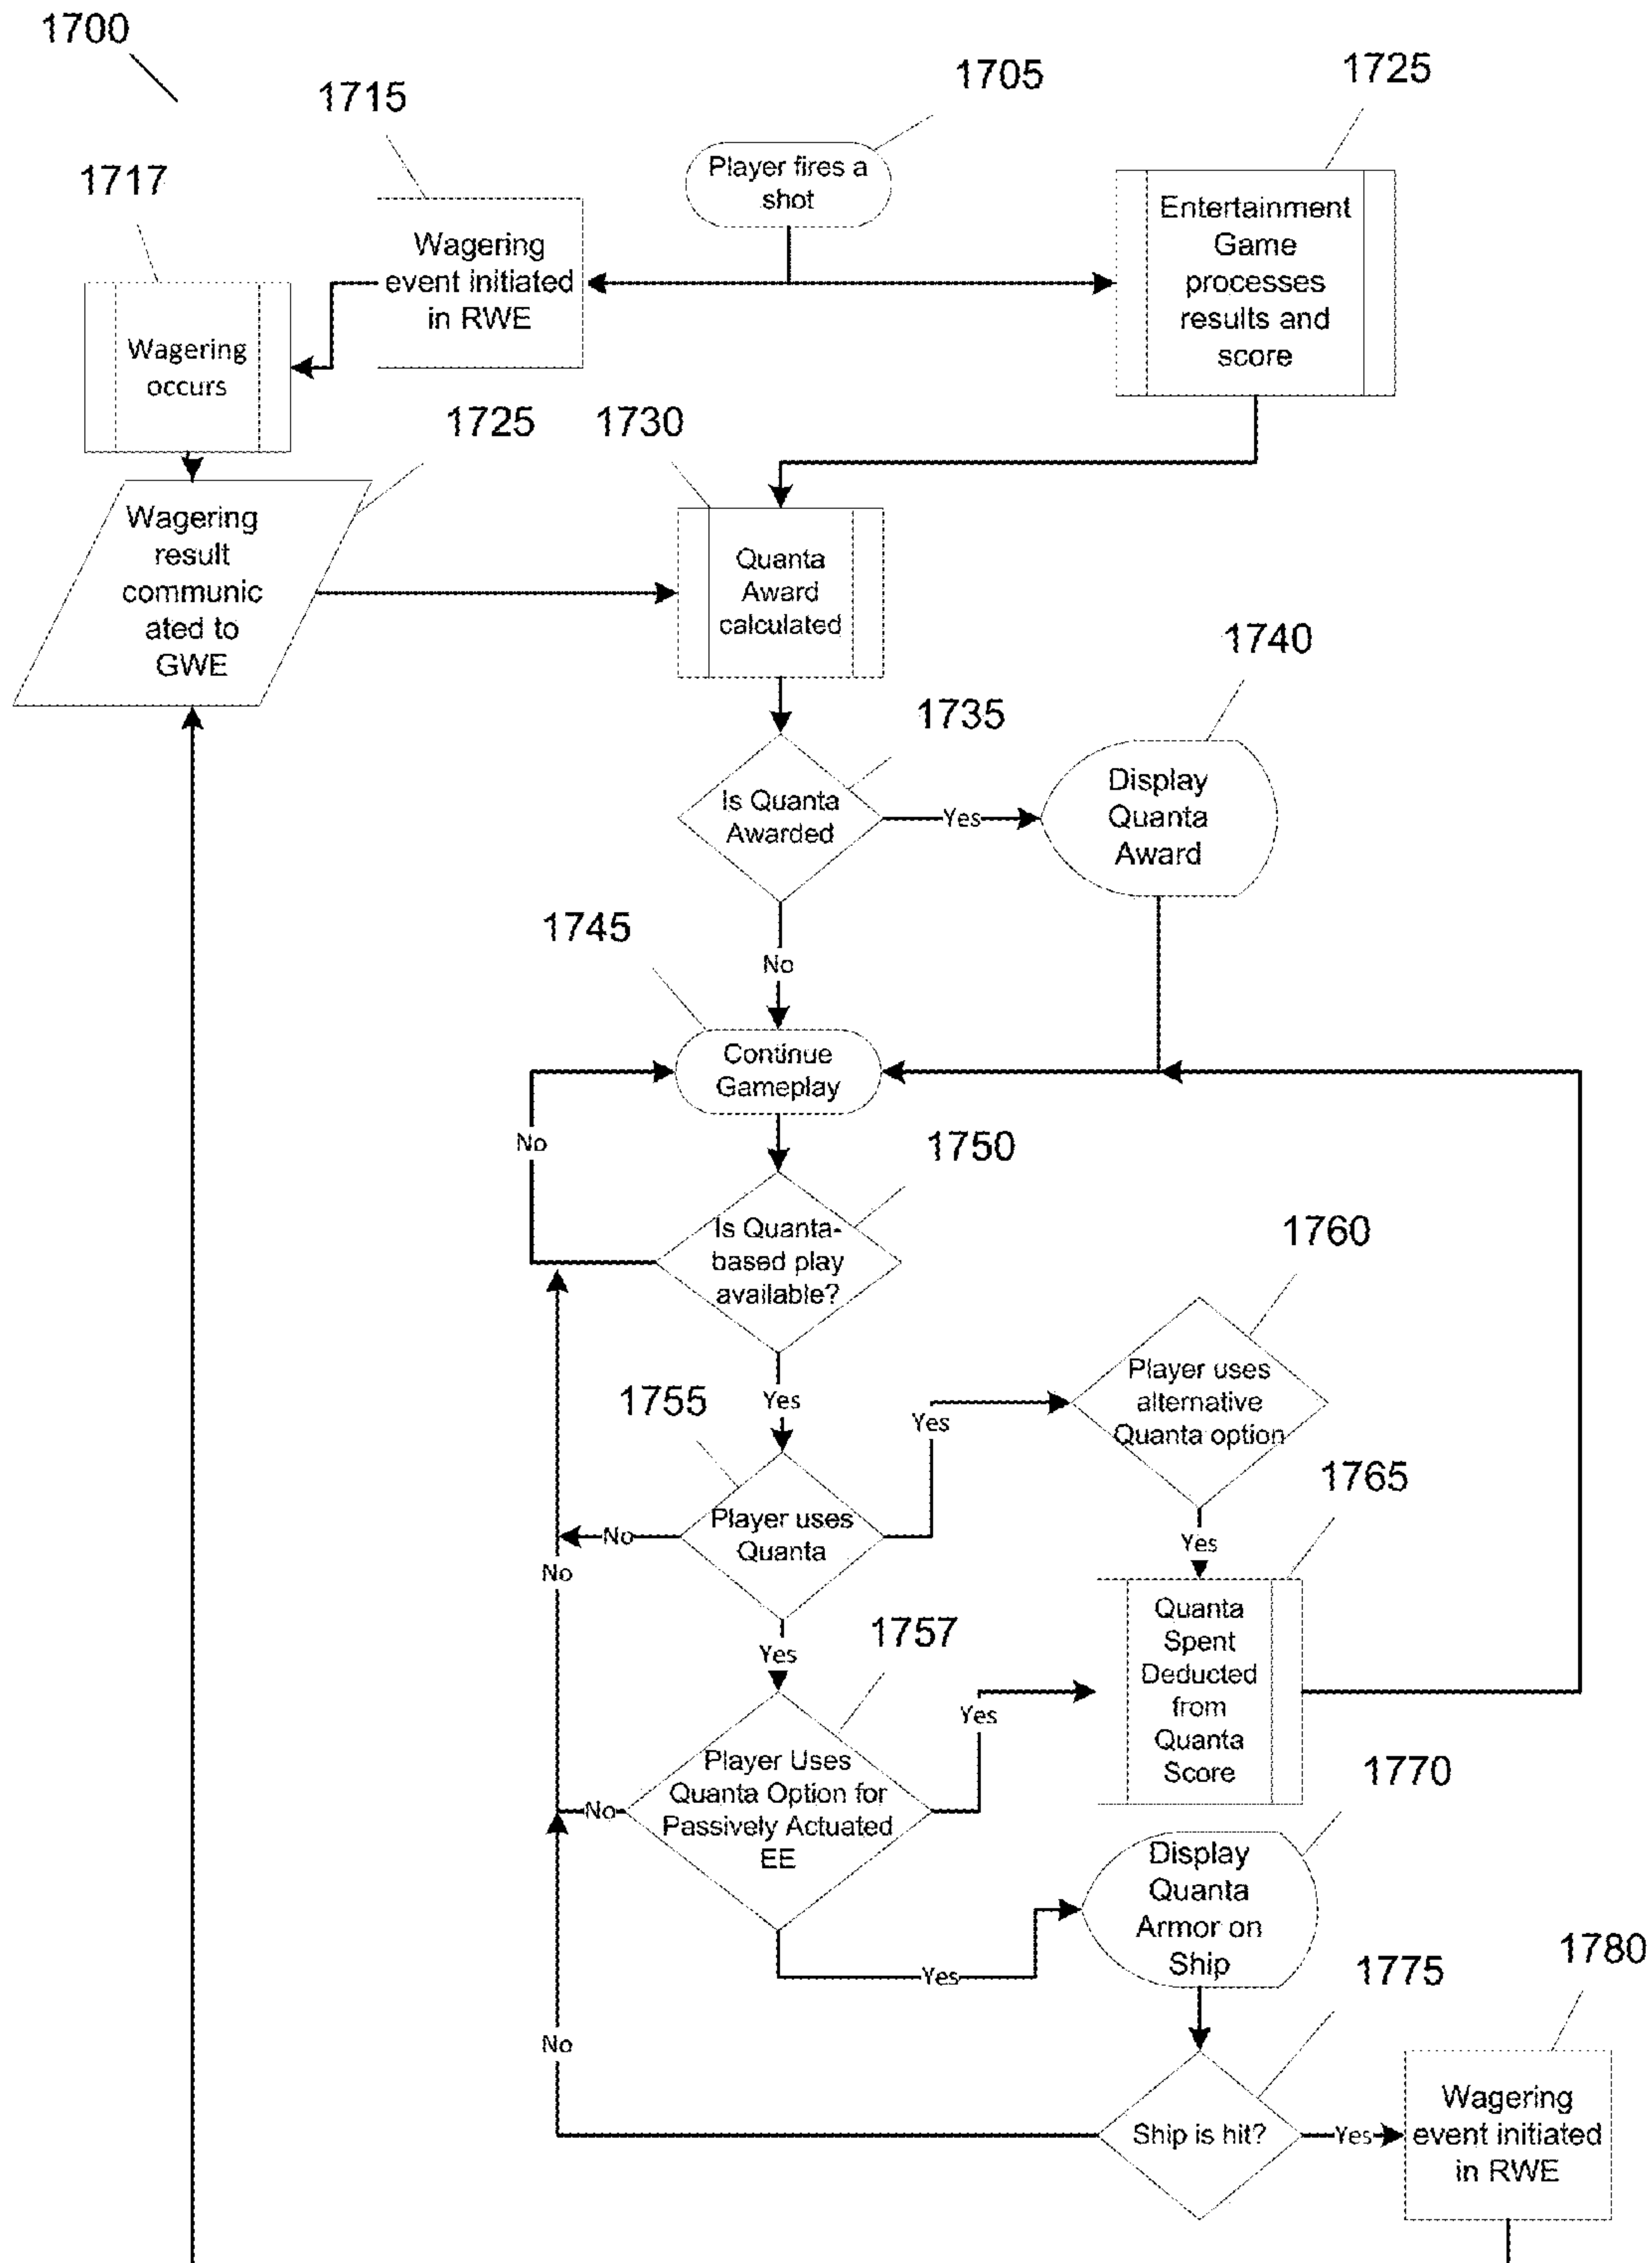 1700
1705
1725
1715
1717
Player fires a
shot
Entertainment
Game
processes
results and
score
Wagering
event initiated
in RWE
Wagering
occurs
1725
1730
Wagering
result
communic
ated to
GWE
Quanta
Award
calculated
1740
1735
Display
Quanta
Award
Is Quanta
Awarded
Yes
1745
No
Continue
Gameplay
No
1750
Is Quanta-
based play
available?
1760
Player uses
alternative
Quanta option
Yes
1755
Yes
1765
Player uses
Quanta
No
Yes
No
Quanta
Spent
Deducted
from
Quanta
Score
1757
Yes
Yes
Player Uses
Quanta Option for
Passively Actuated
EE
No
1770
Display
Quanta
Armor on
Ship
Yes
1780
1775
No
Ship is hit?
Yes
Wagering
event initiated
in RWE